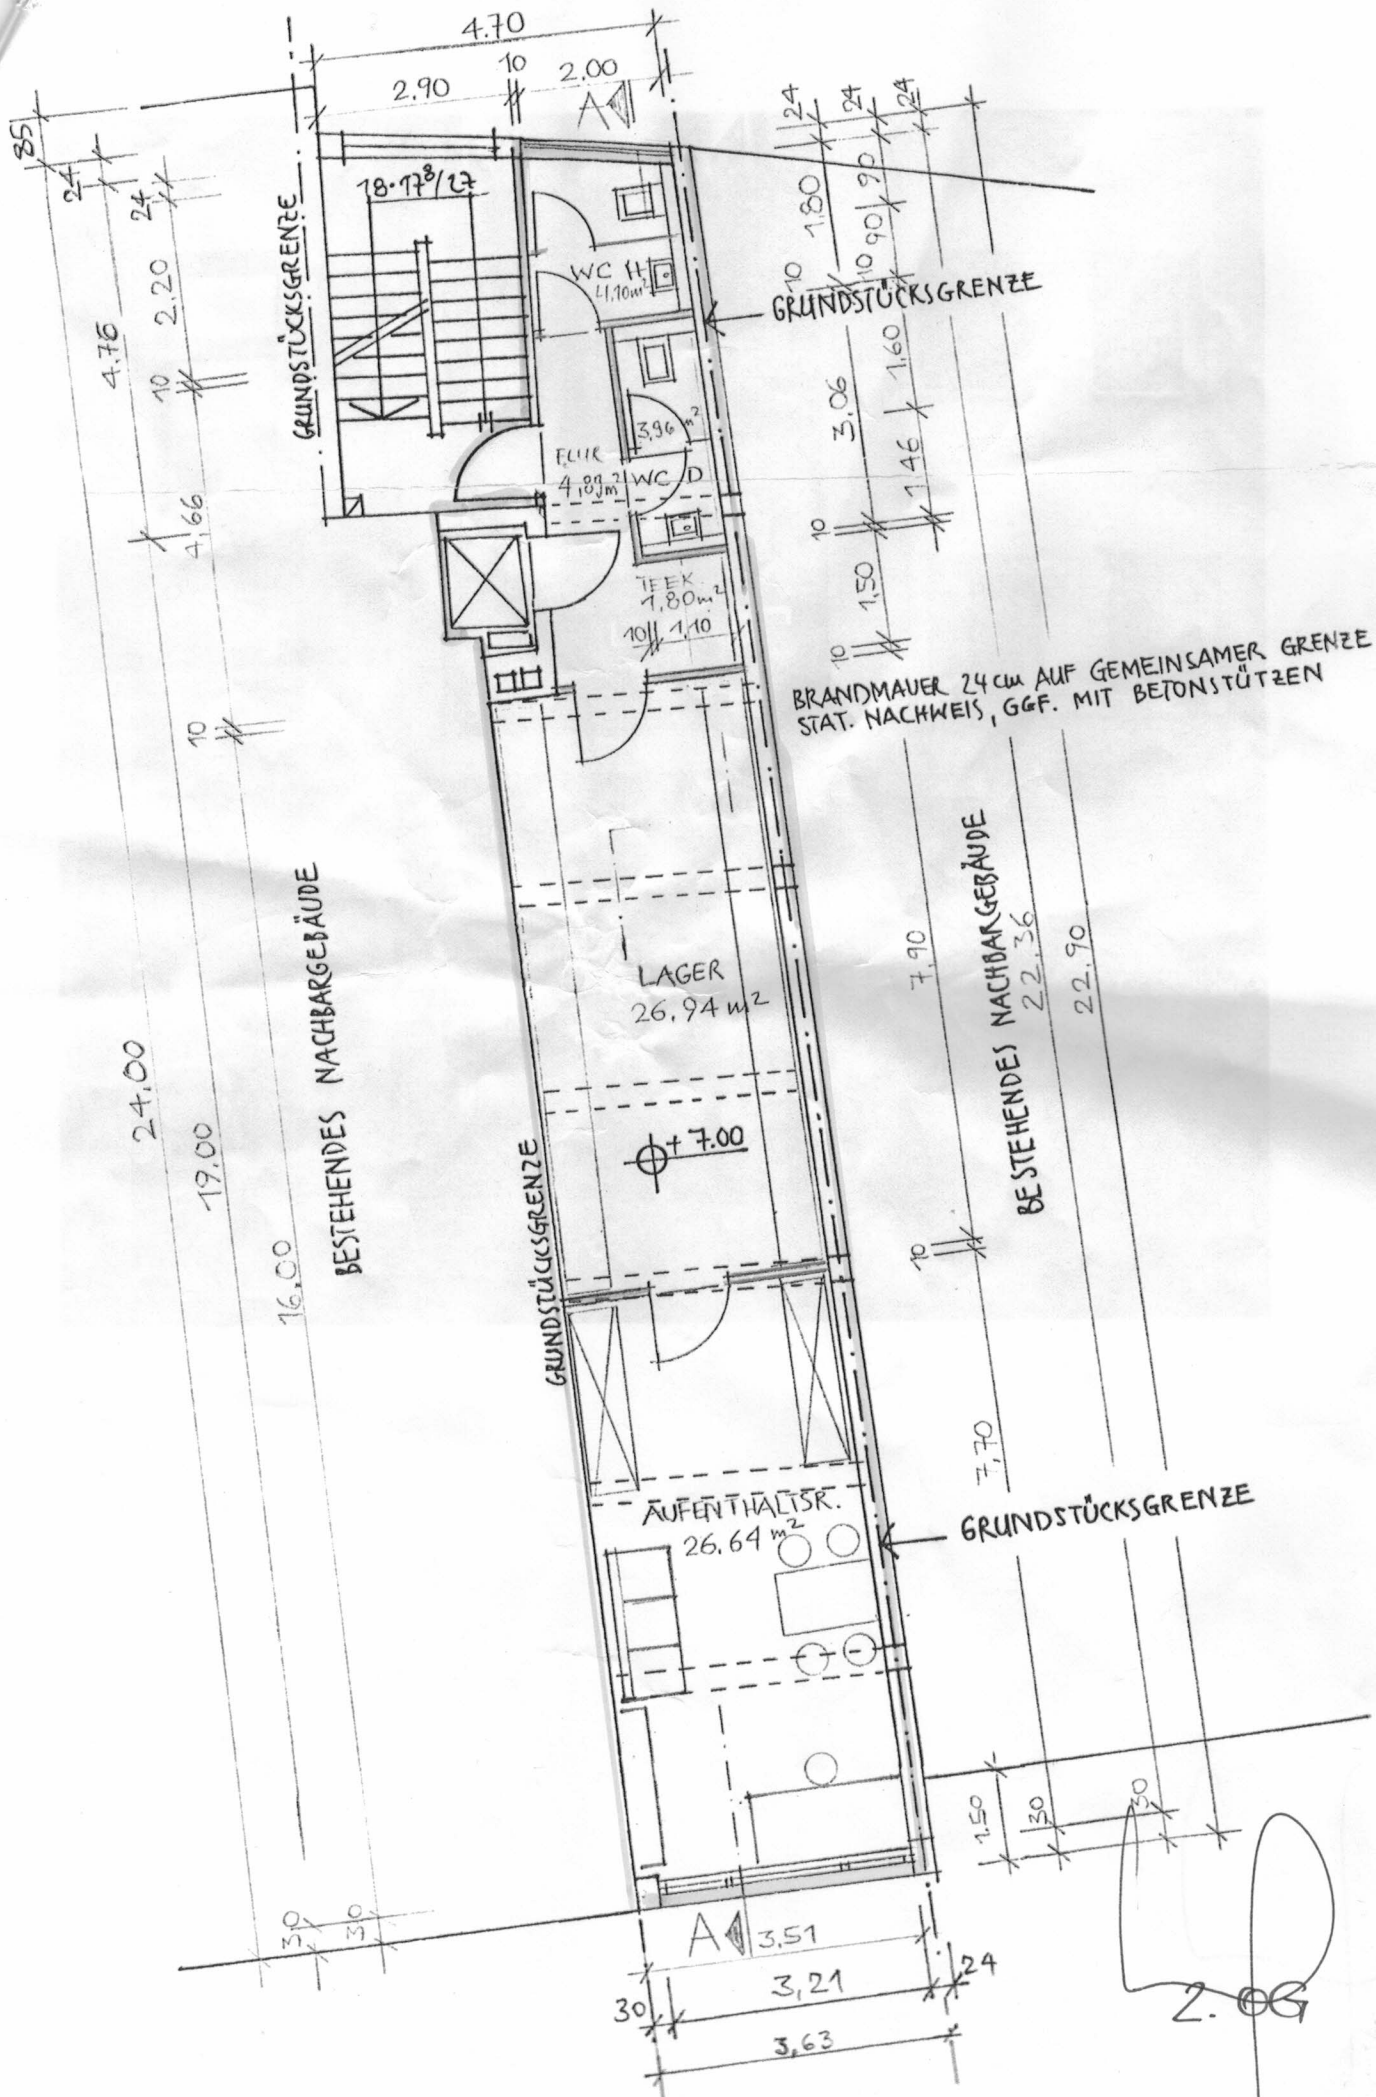 4.70
2.90
10
2.00
A
85
24
4.76
24
2.20
10
4.66
10
24
1.80
10
24
90
90
10
24
18·17⁸/27
GRUNDSTÜCKSGRENZE
WC H
4,10m²
GRUNDSTÜCKSGRENZE
3.06
1.60
1.46
10
1,50
10
3,96 m²
FLUR
WC D
TEEK.
1,80m²
10
1,10
BRANDMAUER 24cm AUF GEMEINSAMER GRENZE
STAT. NACHWEIS, GGF. MIT BETONSTÜTZEN
BESTEHENDES NACHBARGEBÄUDE
24.00
19.00
16.00
LAGER
26.94 m²
+ 7.00
GRUNDSTÜCKSGRENZE
7.90
BESTEHENDES NACHBARGEBÄUDE
22.36
22.90
10
7,70
AUFENTHALTSR.
26.64 m²
GRUNDSTÜCKSGRENZE
1.50
30
30
30
30
A
3.51
3,21
24
30
3,63
2. OG